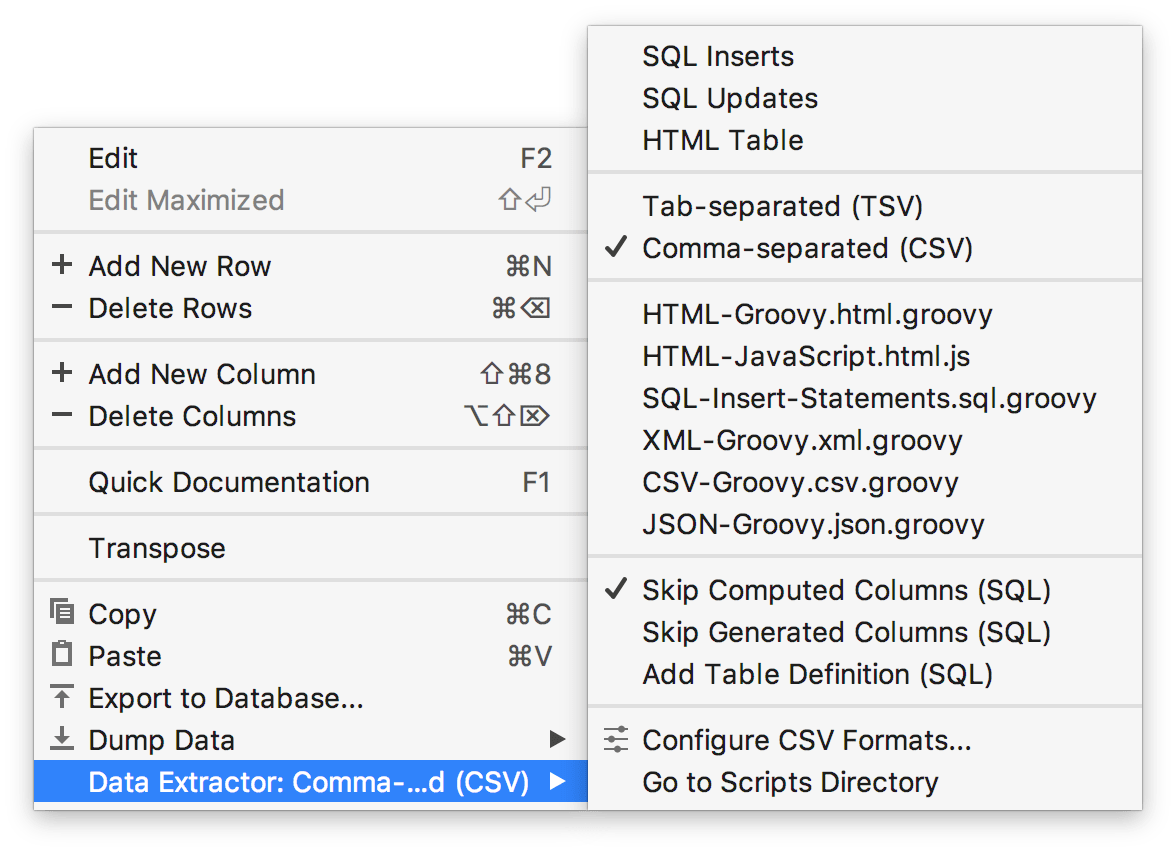 Edit F2
Edit Maximized ⇧⏎
+ Add New Row ⌘N
− Delete Rows ⌘⌫
+ Add New Column ⇧⌘8
− Delete Columns ⌥⇧⌦
Quick Documentation F1
Transpose
Copy ⌘C
Paste ⌘V
Export to Database...
Dump Data ▶
Data Extractor: Comma-...d (CSV) ▶
SQL Inserts
SQL Updates
HTML Table
Tab-separated (TSV)
✓ Comma-separated (CSV)
HTML-Groovy.html.groovy
HTML-JavaScript.html.js
SQL-Insert-Statements.sql.groovy
XML-Groovy.xml.groovy
CSV-Groovy.csv.groovy
JSON-Groovy.json.groovy
✓ Skip Computed Columns (SQL)
Skip Generated Columns (SQL)
Add Table Definition (SQL)
Configure CSV Formats...
Go to Scripts Directory